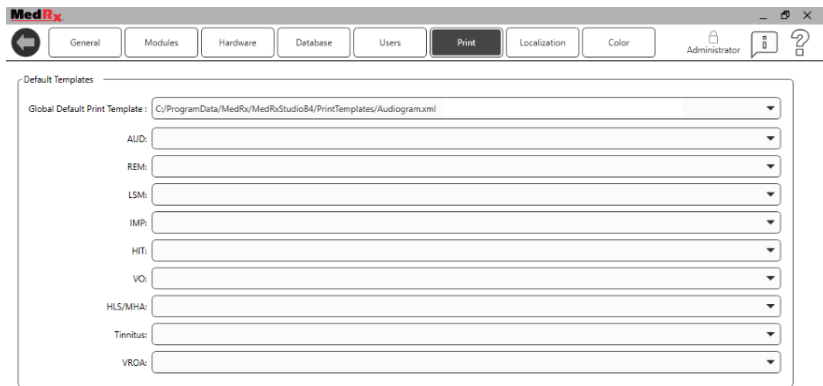 MedRx
General Modules Hardware Database Users Print Localization Color Administrator i ?
Default Templates
Global Default Print Template : C:/ProgramData/MedRx/MedRxStudio84/PrintTemplates/Audiogram.xml
AUD:
REM:
LSM:
IMP:
HIT:
VO:
HLS/MHA:
Tinnitus:
VROA: